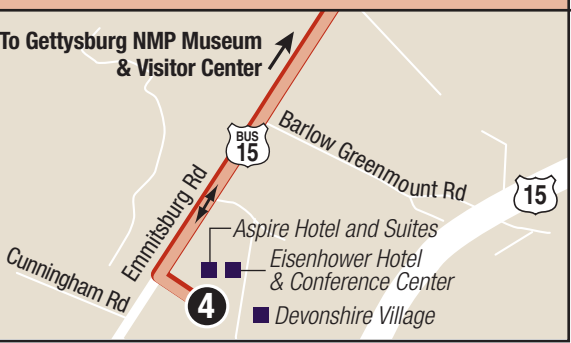 To Gettysburg NMP Museum
& Visitor Center
BUS
15
Barlow Greenmount Rd
15
Emmitsburg Rd
Aspire Hotel and Suites
Eisenhower Hotel
& Conference Center
Cunningham Rd
4
Devonshire Village